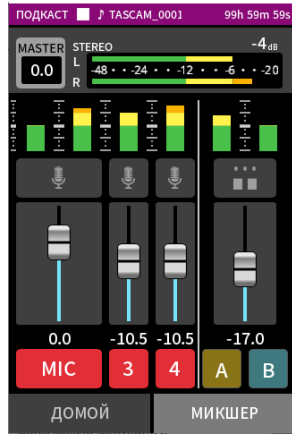 ПОДКАСТ ♪ TASCAM_0001 99h 59m 59s
MASTER STEREO -4dB
0.0
L
-48 -24 -12 -6 -20
R
0.0 -10.5 -10.5 -17.0
MIC 3 4 A B
ДОМОЙ МИКШЕР